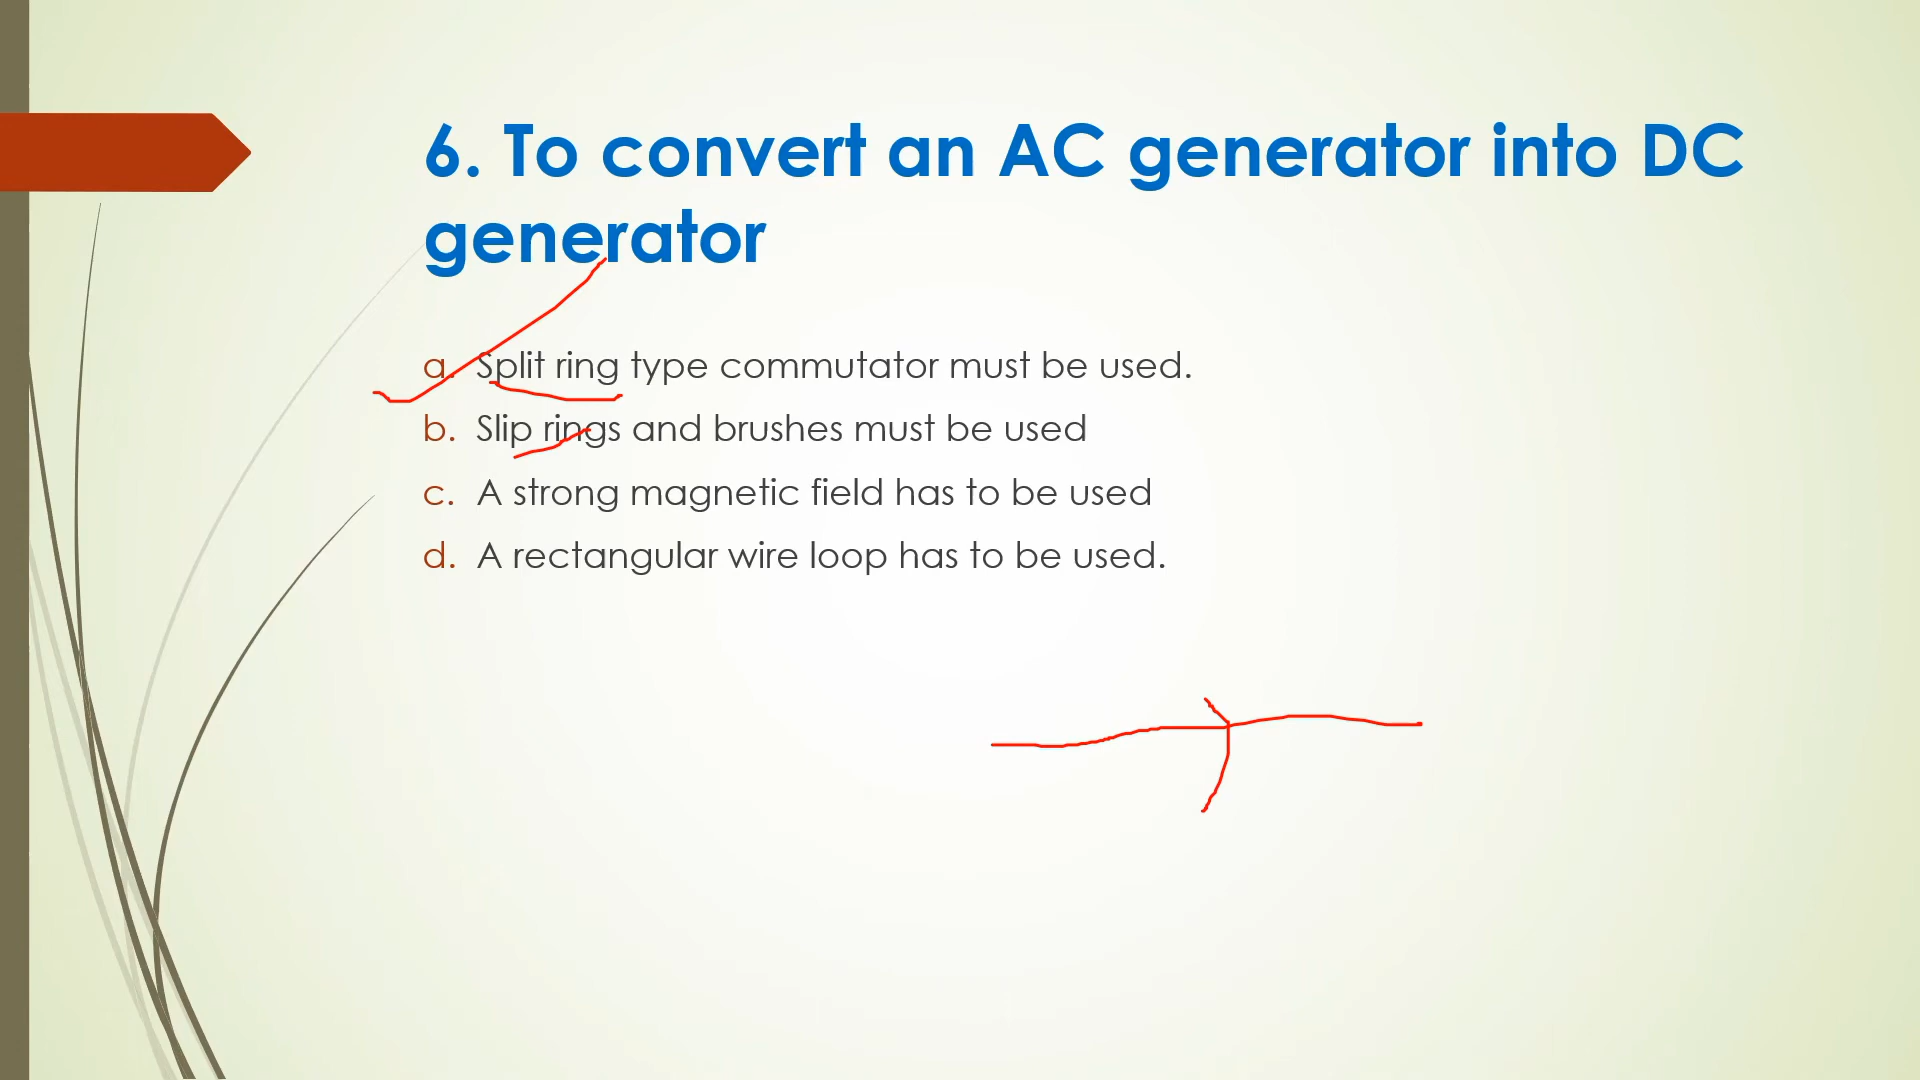 6. To convert an AC generator into DC
generator
a. Split ring type commutator must be used.
b. Slip rings and brushes must be used
c. A strong magnetic field has to be used
d. A rectangular wire loop has to be used.